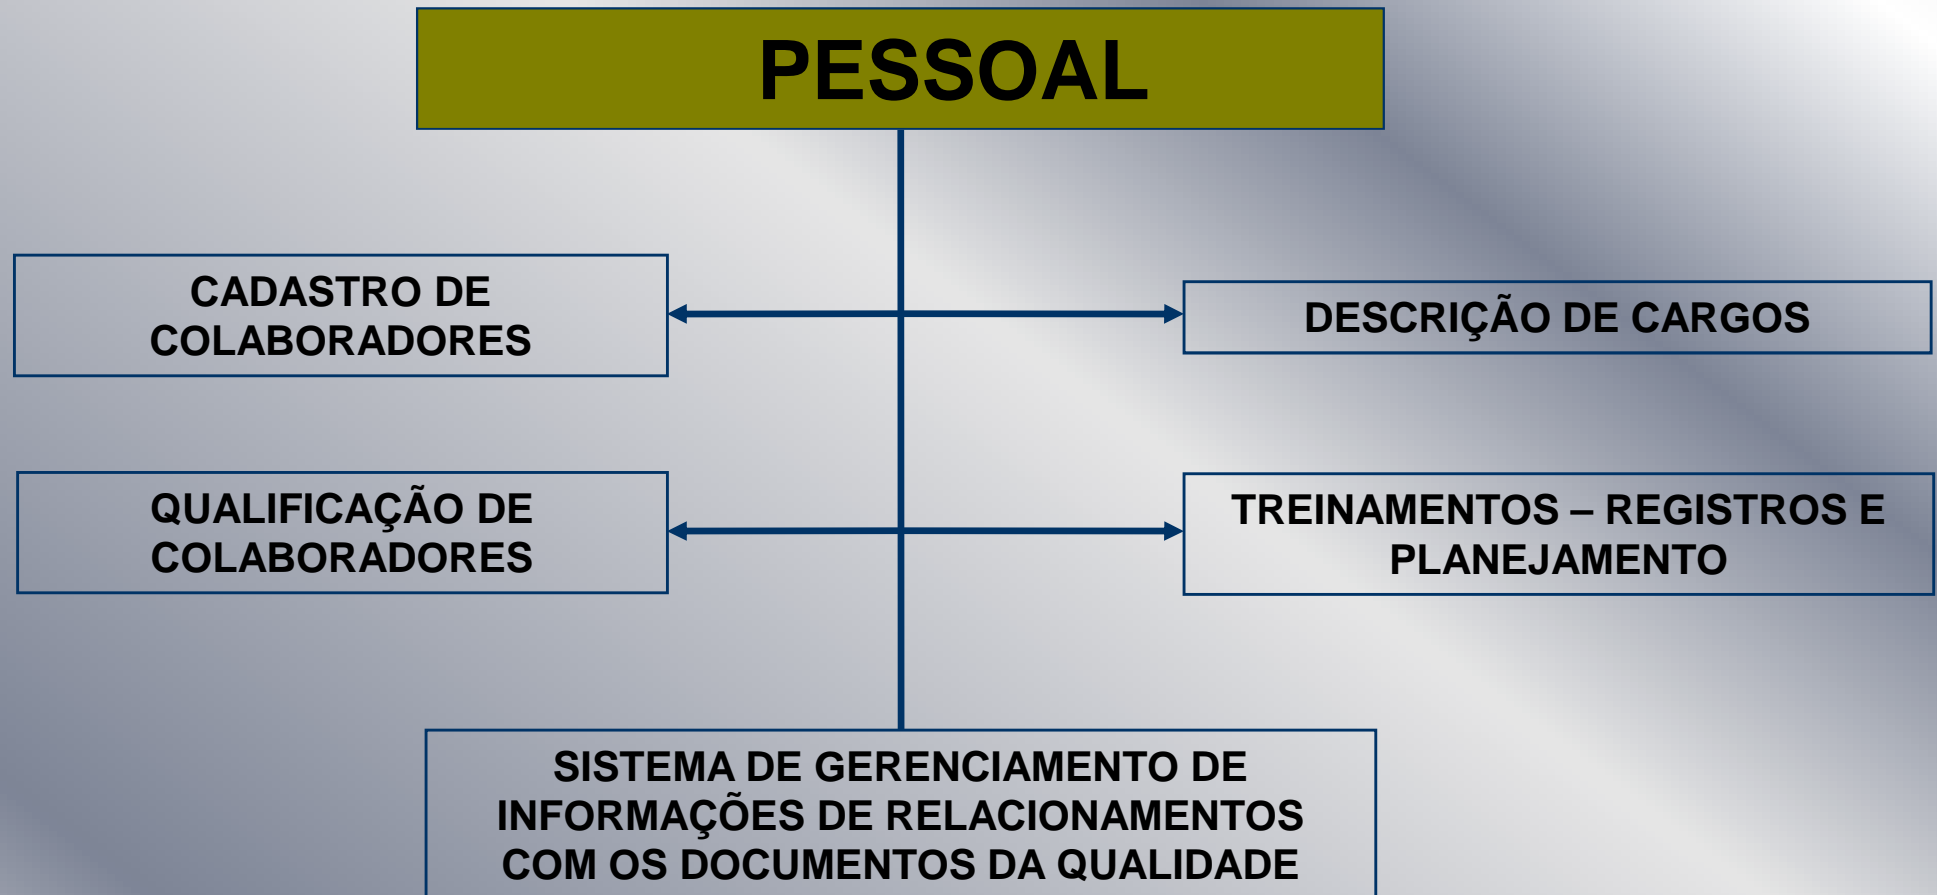 PESSOAL
CADASTRO DE
COLABORADORES
DESCRIÇÃO DE CARGOS
QUALIFICAÇÃO DE
COLABORADORES
TREINAMENTOS – REGISTROS E
PLANEJAMENTO
SISTEMA DE GERENCIAMENTO DE
INFORMAÇÕES DE RELACIONAMENTOS
COM OS DOCUMENTOS DA QUALIDADE